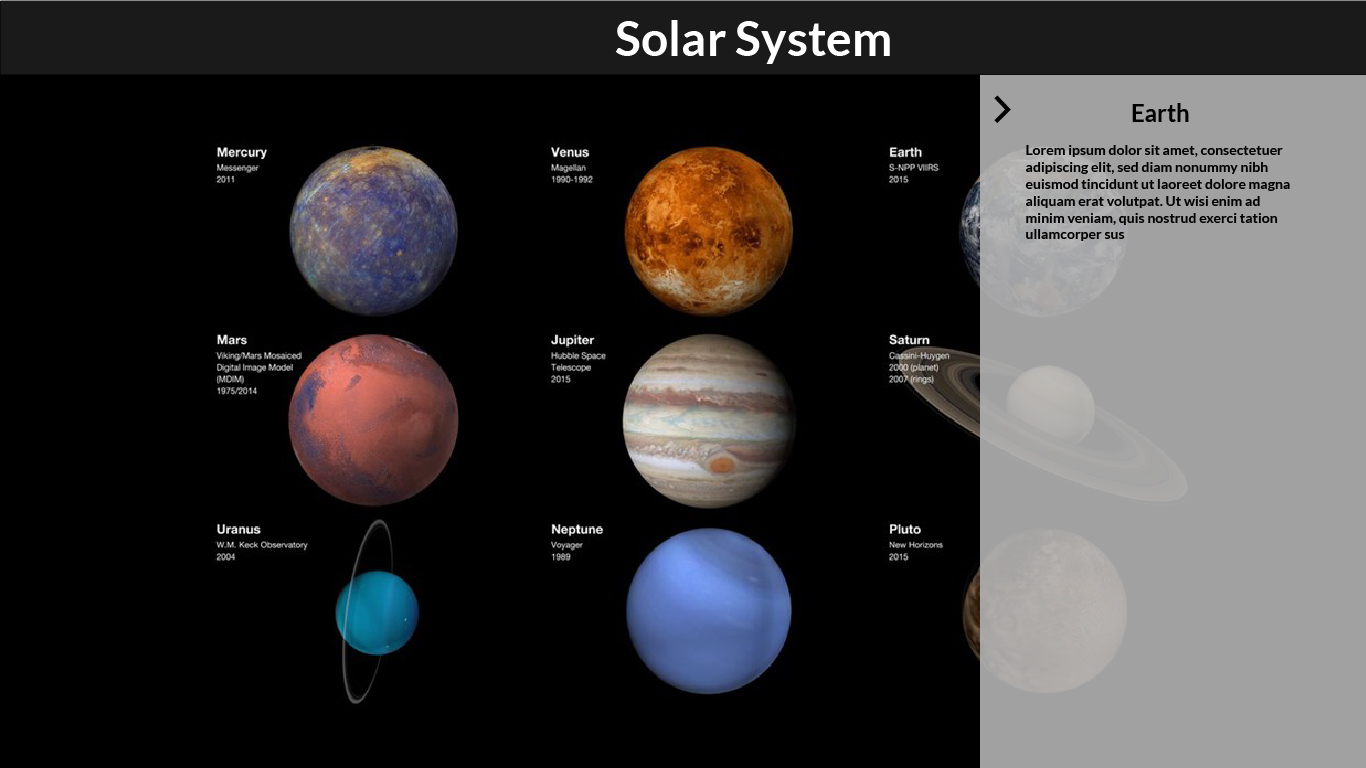 Solar System
Mercury
Messenger
2011
Venus
Magellan
1990-1992
Earth
S-NPP VIIRS
2015
Earth
Lorem ipsum dolor sit amet, consectetuer
adipiscing elit, sed diam nonummy nibh
euismod tincidunt ut laoreet dolore magna
aliquam erat volutpat. Ut wisi enim ad
minim veniam, quis nostrud exerci tation
ullamcorper sus
Mars
Viking/Mars Mosaiced
Digital Image Model
(MDIM)
1975/2014
Jupiter
Hubble Space
Telescope
2015
Saturn
Cassini-Huygen
2000 (planet)
2007 (rings)
Uranus
W.M. Keck Observatory
2004
Neptune
Voyager
1989
Pluto
New Horizons
2015